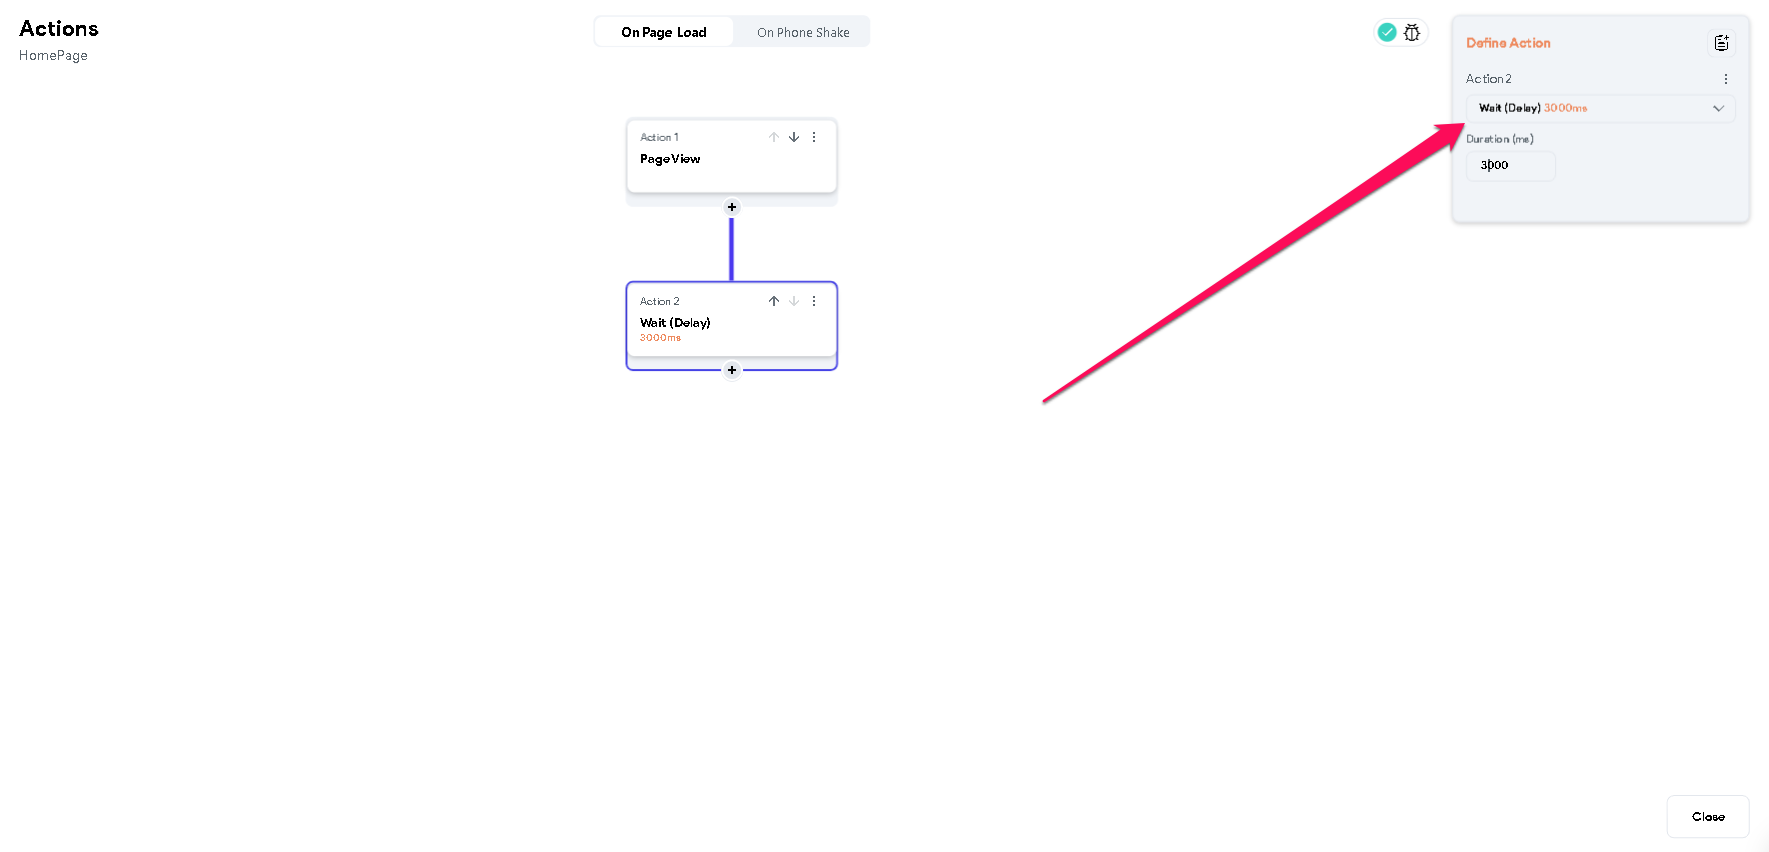 Actions
HomePage
On Page Load
On Phone Shake
Action 1
PageView
Action 2
Wait (Delay)
3000ms
Define Action
Action 2
Wait (Delay) 3000ms
Duration (ms)
3000
Close